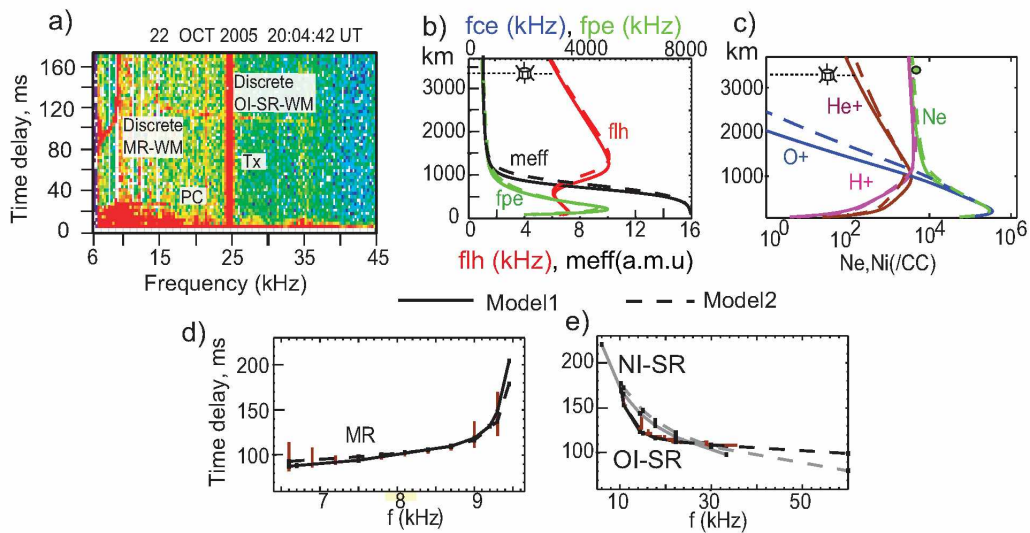 a)
22 OCT 2005 20:04:42 UT
Time delay, ms
160
120
80
40
20
0
Discrete
OI-SR-WM
Discrete
MR-WM
Tx
PC
6
15
25
35
45
Frequency (kHz)
b)
fce (kHz), fpe (kHz)
0
4000
8000
km
3000
2000
1000
0
flh
meff
fpe
0
4
8
12
16
flh (kHz), meff(a.m.u)
c)
km
3000
2000
1000
0
He+
Ne
O+
H+
10^0
10^2
10^4
10^6
Ne,Ni(/CC)
Model1
Model2
d)
Time delay, ms
200
150
100
MR
7
8
9
f (kHz)
e)
200
150
100
NI-SR
OI-SR
10
30
50
f (kHz)